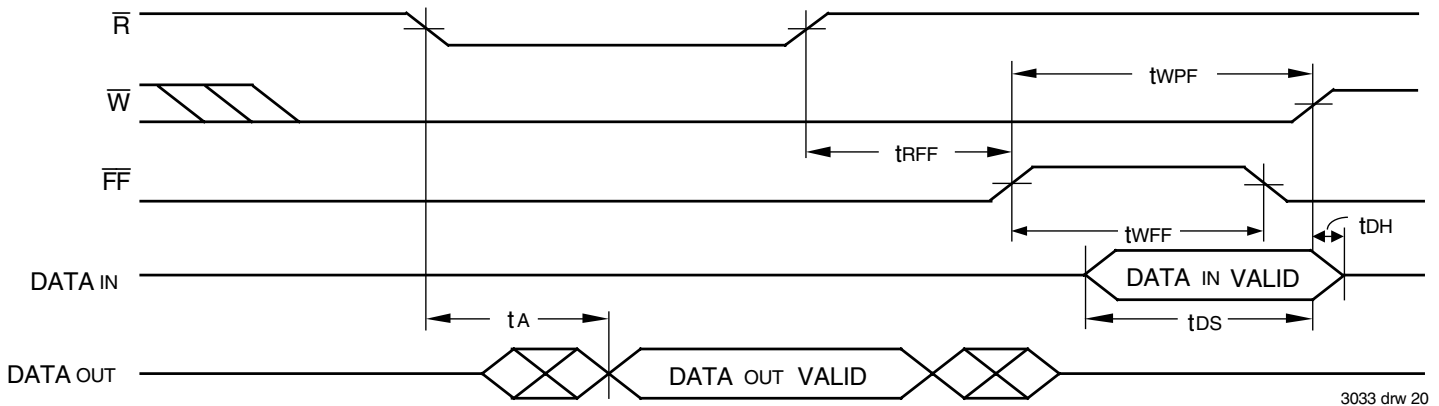 R̅
tWPF
W̅
tRFF
F̅F̅
tWFF
tDH
DATA IN
DATA IN VALID
tA
tDS
DATA OUT
DATA OUT VALID
3033 drw 20